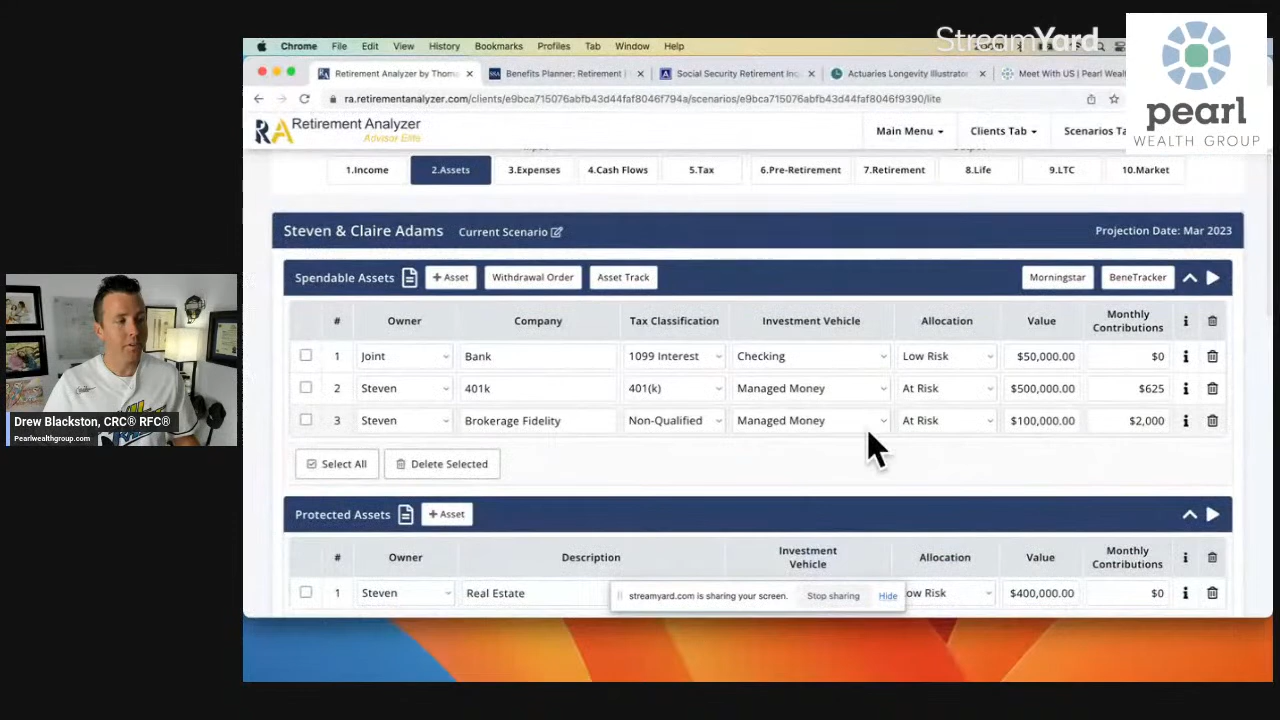 StreamYard
pearl
WEALTH GROUP
Chrome File Edit View History Bookmarks Profiles Tab Window Help
Retirement Analyzer by Thoma
Benefits Planner: Retirement |
Social Security Retirement Inc
Actuaries Longevity Illustrator
Meet With US | Pearl Wealt
ra.retirementanalyzer.com/clients/e9bca715076abfb43d44faf8046f794a/scenarios/e9bca715076abfb43d44faf8046f9390/lite
RA Retirement Analyzer
Advisor Elite
Main Menu Clients Tab Scenarios Ta
1.Income 2.Assets 3.Expenses 4.Cash Flows 5.Tax 6.Pre-Retirement 7.Retirement 8.Life 9.LTC 10.Market
Steven & Claire Adams Current Scenario Projection Date: Mar 2023
Spendable Assets + Asset Withdrawal Order Asset Track Morningstar BeneTracker
# Owner Company Tax Classification Investment Vehicle Allocation Value Monthly Contributions
1 Joint Bank 1099 Interest Checking Low Risk $50,000.00 $0
2 Steven 401k 401(k) Managed Money At Risk $500,000.00 $625
3 Steven Brokerage Fidelity Non-Qualified Managed Money At Risk $100,000.00 $2,000
Select All Delete Selected
Protected Assets + Asset
# Owner Description Investment Vehicle Allocation Value Monthly Contributions
1 Steven Real Estate ow Risk $400,000.00 $0
streamyard.com is sharing your screen. Stop sharing Hide
Drew Blackston, CRC® RFC®
Pearlwealthgroup.com